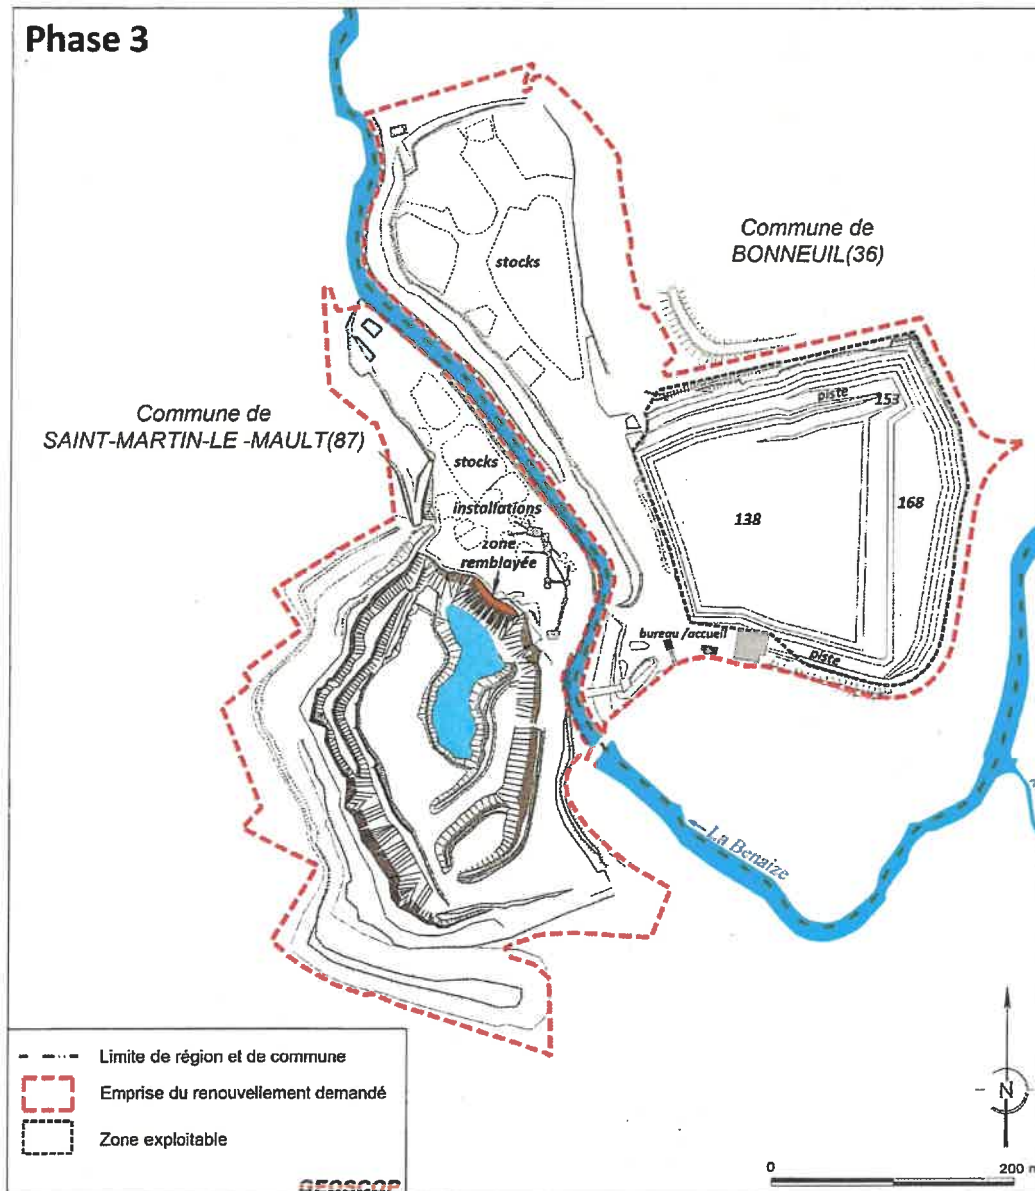 Phase 3
Commune de
BONNEUIL(36)
stocks
Commune de
SAINT-MARTIN-LE -MAULT(87)
piste
153
stocks
installations
138
168
zone
remblayée
bureau /accueil
piste
La Benaize
Limite de région et de commune
Emprise du renouvellement demandé
Zone exploitable
GEOSCOP
N
0
200 m